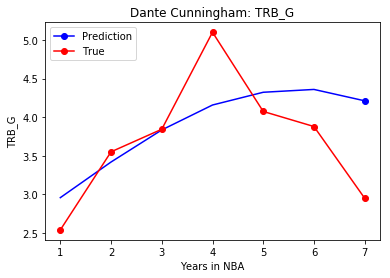 Dante Cunningham: TRB_G
Prediction
True
5.0
4.5
4.0
3.5
3.0
2.5
TRB_G
1 2 3 4 5 6 7
Years in NBA